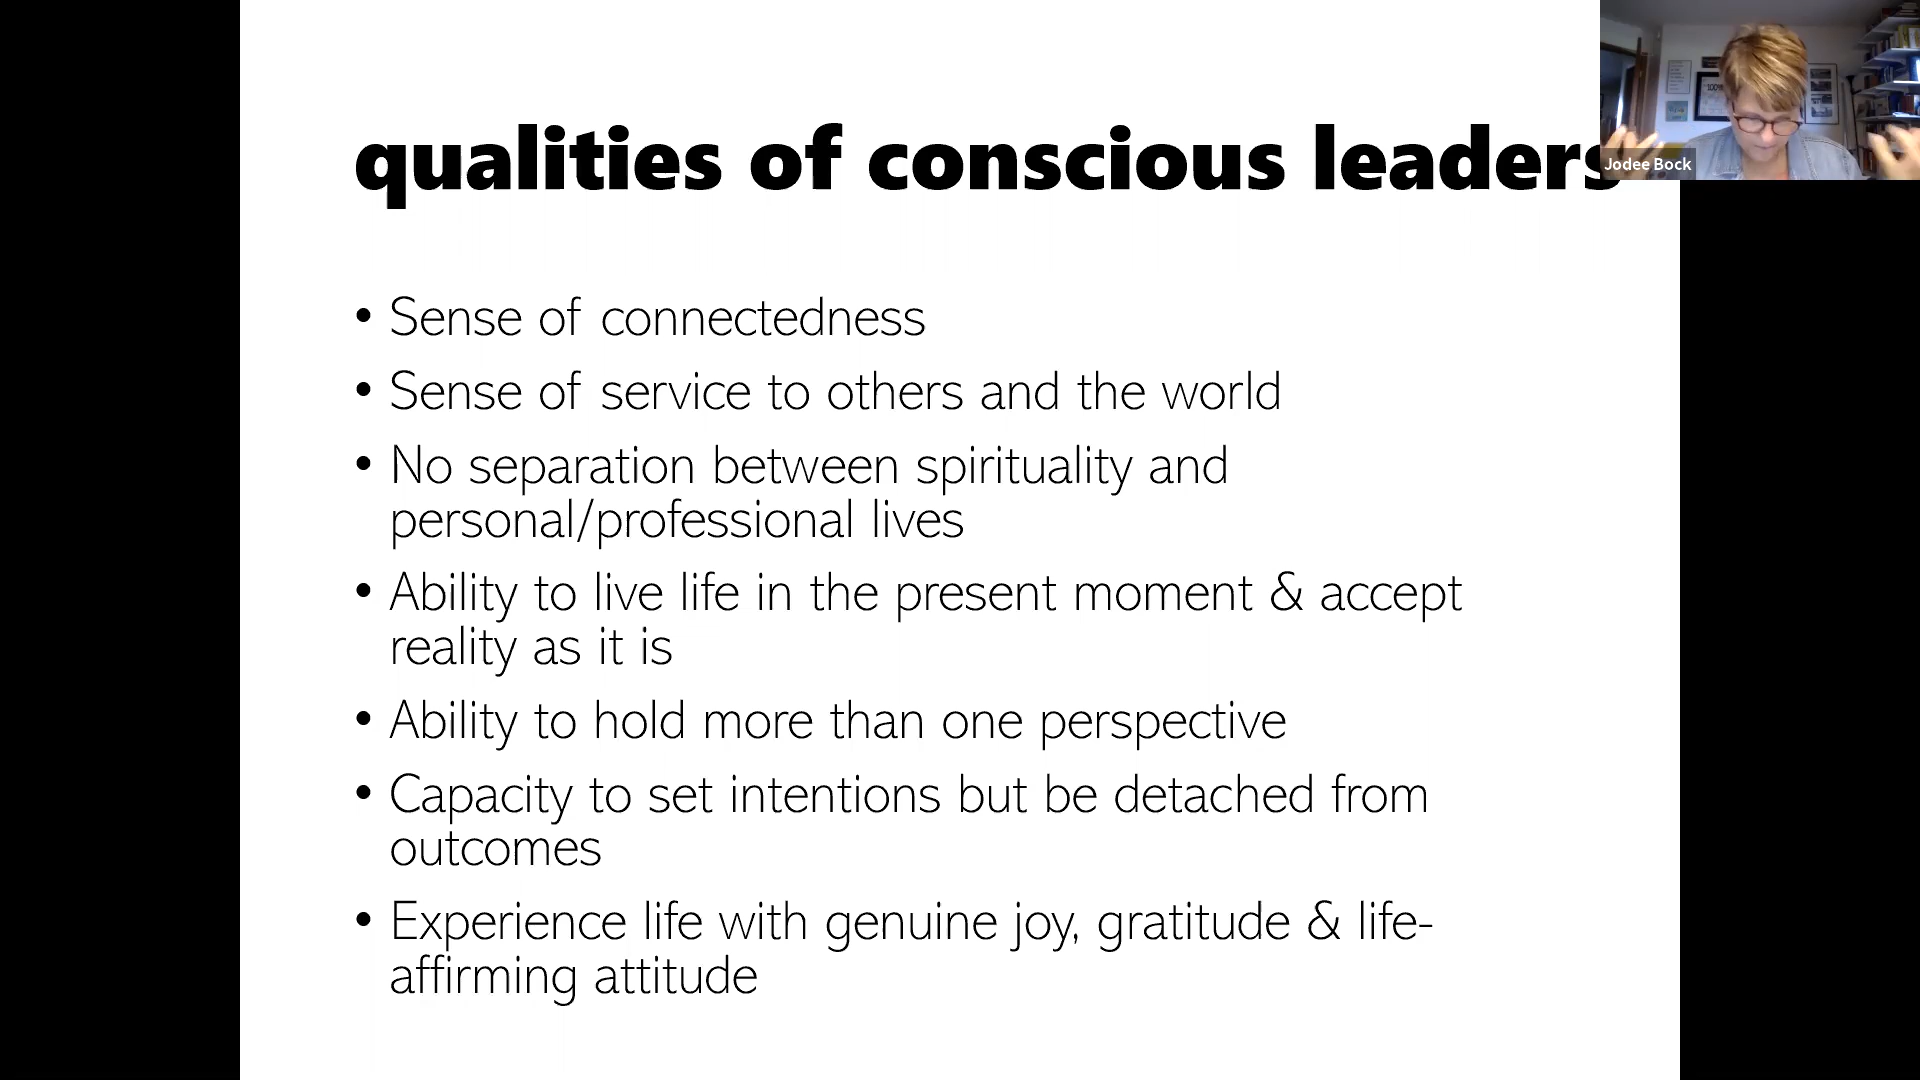 qualities of conscious leaders
Jodee Bock
• Sense of connectedness
• Sense of service to others and the world
• No separation between spirituality and
personal/professional lives
• Ability to live life in the present moment & accept
reality as it is
• Ability to hold more than one perspective
• Capacity to set intentions but be detached from
outcomes
• Experience life with genuine joy, gratitude & life-
affirming attitude